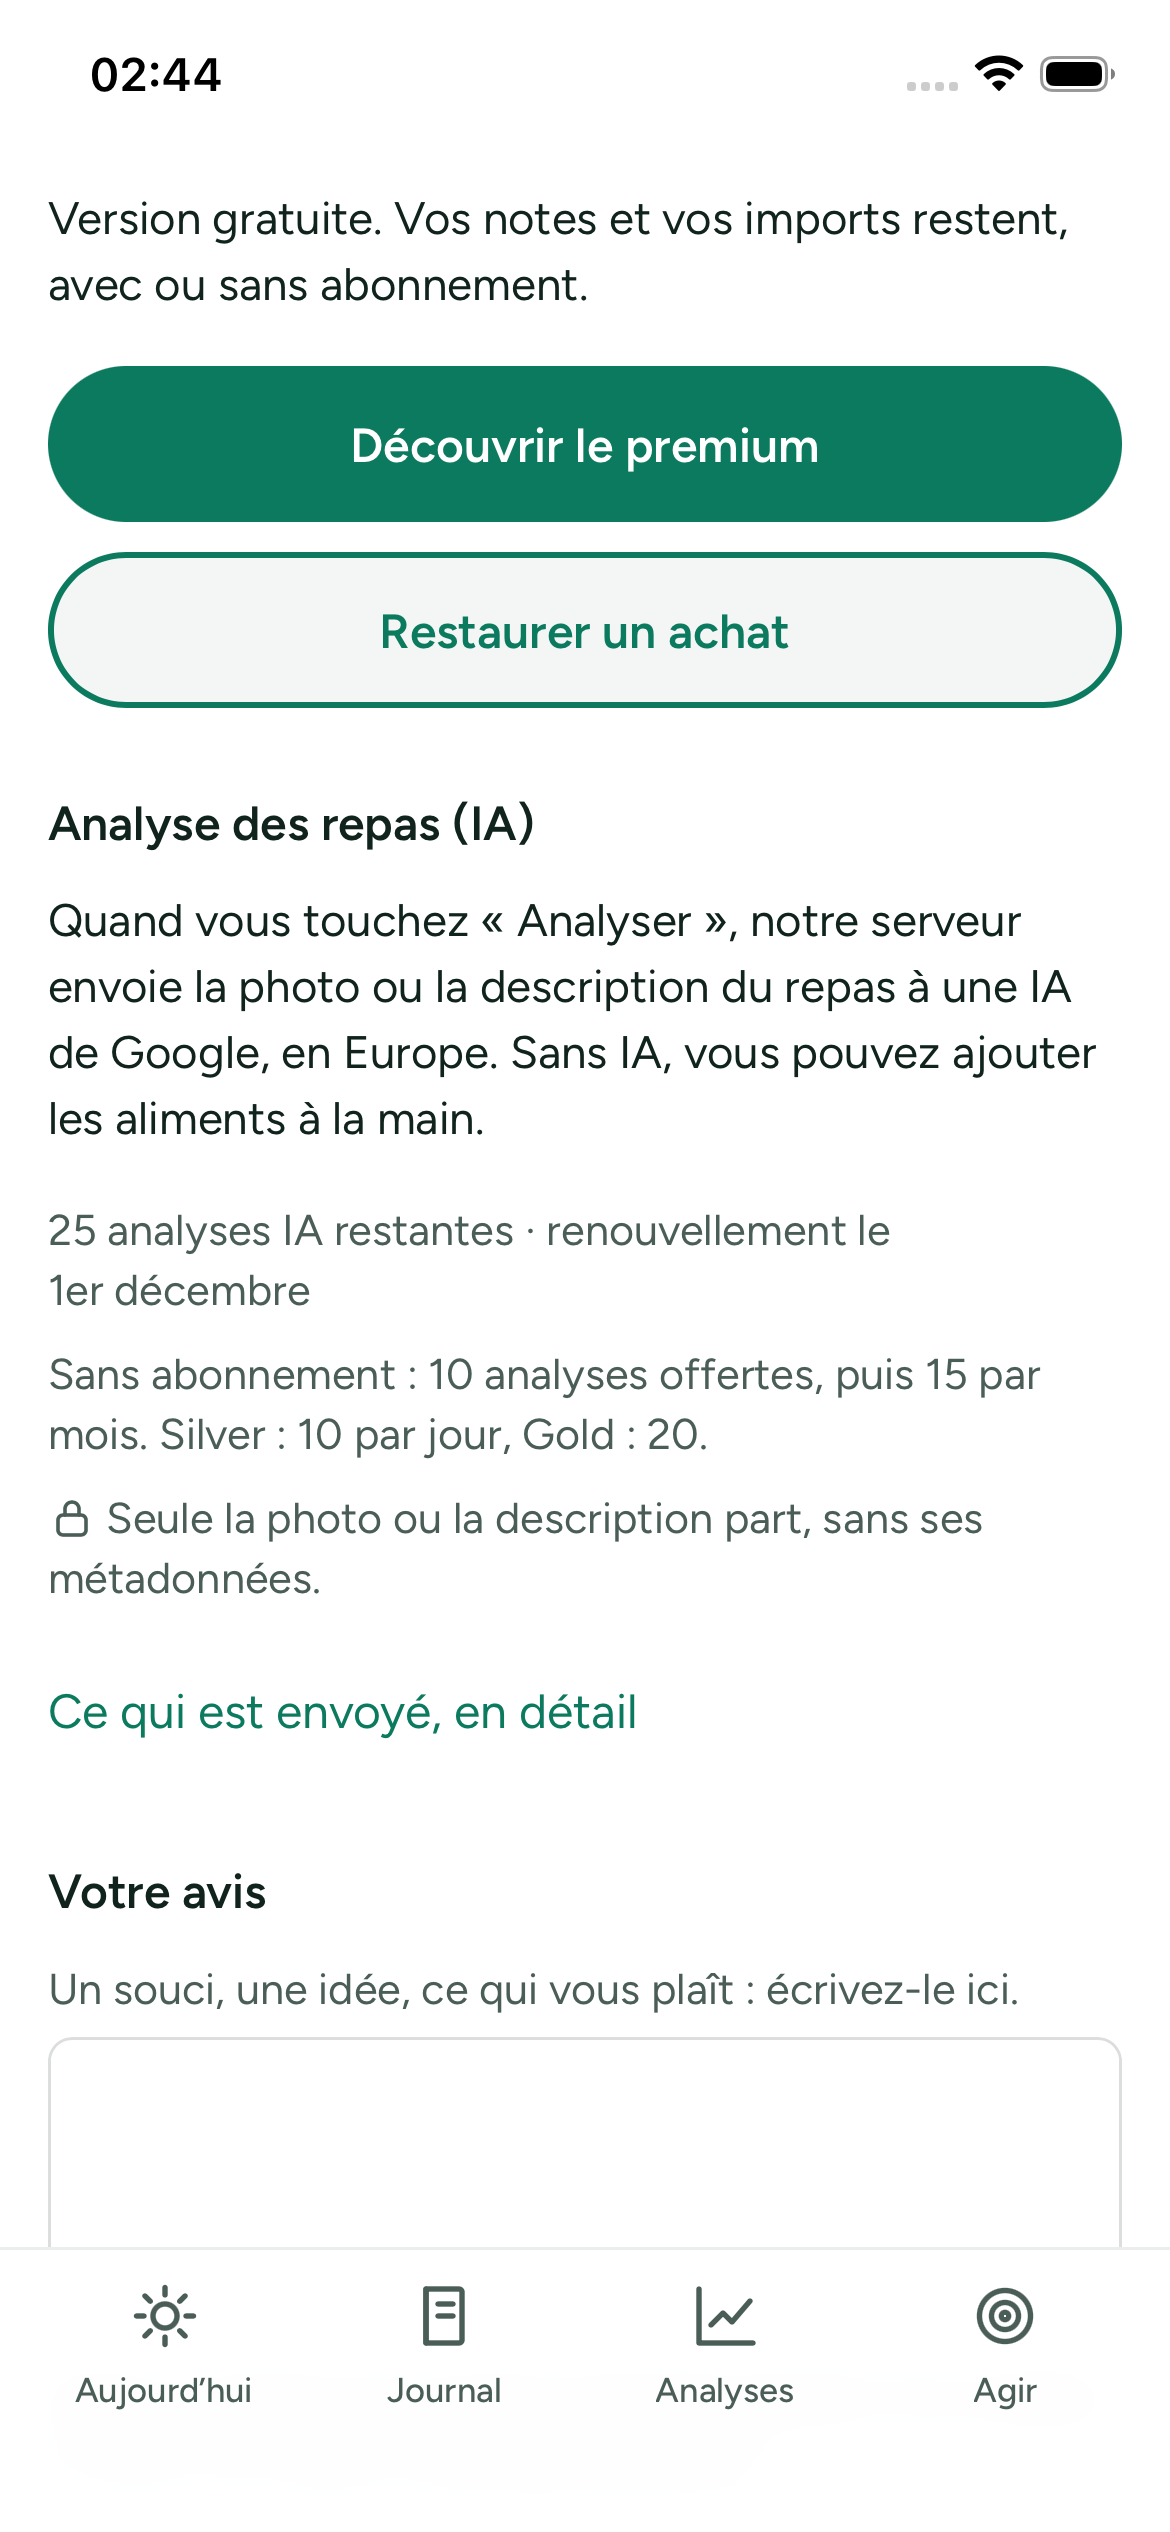 02:44
Version gratuite. Vos notes et vos imports restent,
avec ou sans abonnement.
Découvrir le premium
Restaurer un achat
Analyse des repas (IA)
Quand vous touchez « Analyser », notre serveur
envoie la photo ou la description du repas à une IA
de Google, en Europe. Sans IA, vous pouvez ajouter
les aliments à la main.
25 analyses IA restantes · renouvellement le
1er décembre
Sans abonnement : 10 analyses offertes, puis 15 par
mois. Silver : 10 par jour, Gold : 20.
Seule la photo ou la description part, sans ses
métadonnées.
Ce qui est envoyé, en détail
Votre avis
Un souci, une idée, ce qui vous plaît : écrivez-le ici.
Aujourd’hui
Journal
Analyses
Agir